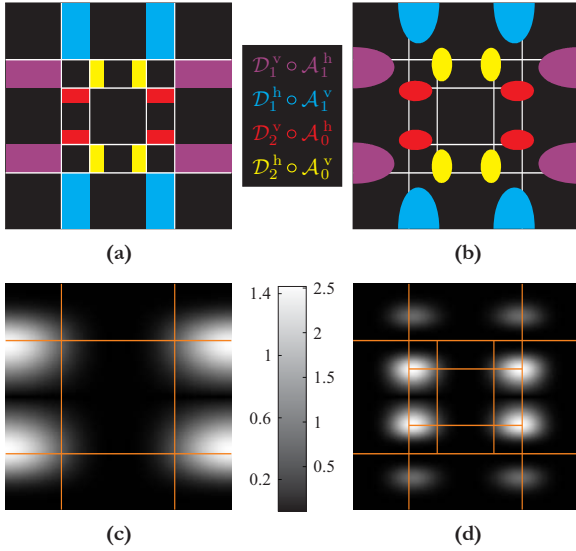 𝒟₁ᵛ ∘ 𝒜₁ʰ
𝒟₁ʰ ∘ 𝒜₁ᵛ
𝒟₂ᵛ ∘ 𝒜₀ʰ
𝒟₂ʰ ∘ 𝒜₀ᵛ
(a)
(b)
1.4
1
0.6
0.2
2.5
2
1.5
1
0.5
(c)
(d)